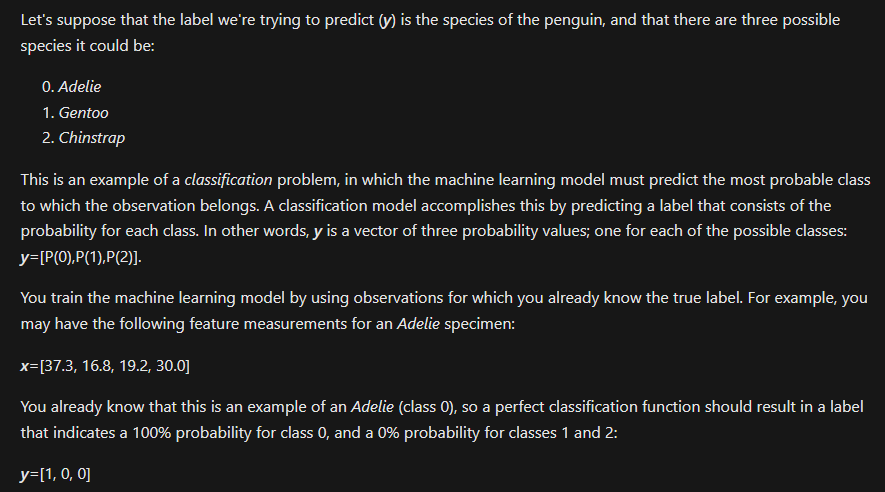 Let's suppose that the label we're trying to predict (y) is the species of the penguin, and that there are three possible
species it could be:
0. Adelie
1. Gentoo
2. Chinstrap
This is an example of a classification problem, in which the machine learning model must predict the most probable class
to which the observation belongs. A classification model accomplishes this by predicting a label that consists of the
probability for each class. In other words, y is a vector of three probability values; one for each of the possible classes:
y=[P(0),P(1),P(2)].
You train the machine learning model by using observations for which you already know the true label. For example, you
may have the following feature measurements for an Adelie specimen:
x=[37.3, 16.8, 19.2, 30.0]
You already know that this is an example of an Adelie (class 0), so a perfect classification function should result in a label
that indicates a 100% probability for class 0, and a 0% probability for classes 1 and 2:
y=[1, 0, 0]